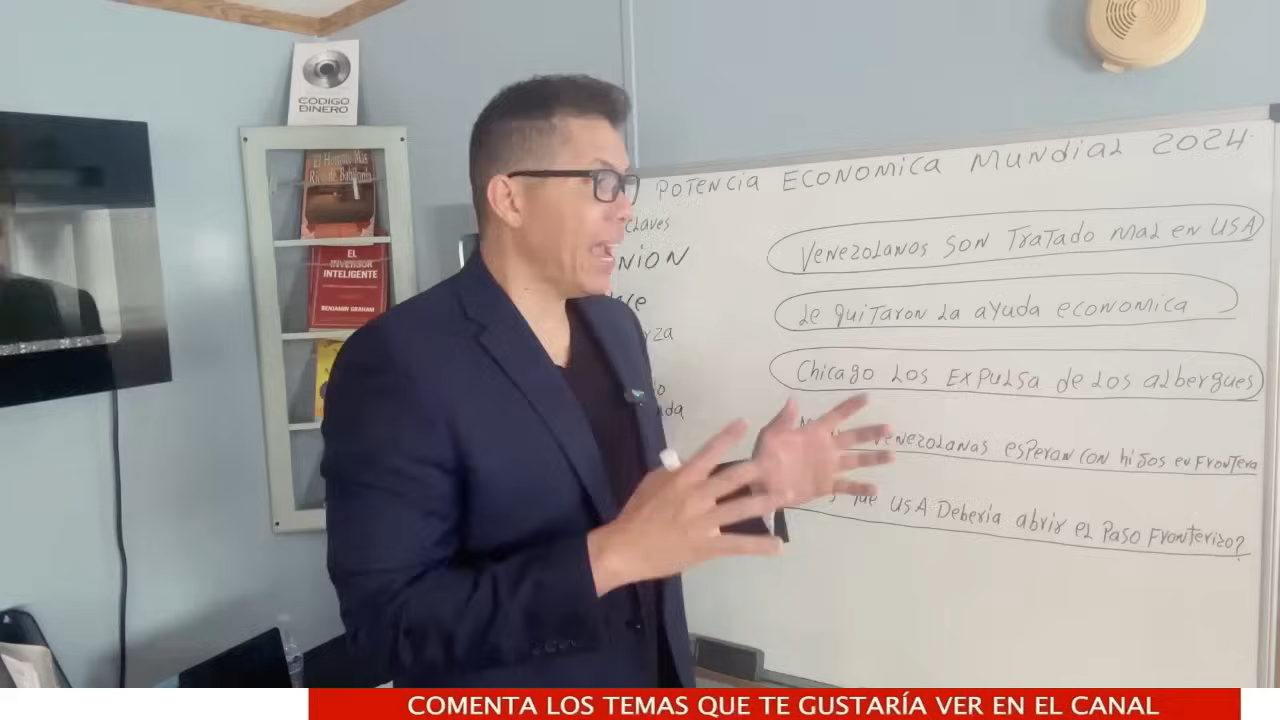 CÓDIGO
DINERO
El Hombre Más
Rico de Babilonia
EL
INVERSOR
INTELIGENTE
BENJAMIN GRAHAM
POTENCIA ECONOMICA MUNDIAL 2024
claves
NION
Venezolanos son Tratado mal en USA
Le quitaron la ayuda economica
Chicago los expulsa de los albergues
Venezolanas esperan con hijos en Frontera
que USA Deberia abrir el Paso Fronterizo?
COMENTA LOS TEMAS QUE TE GUSTARÍA VER EN EL CANAL